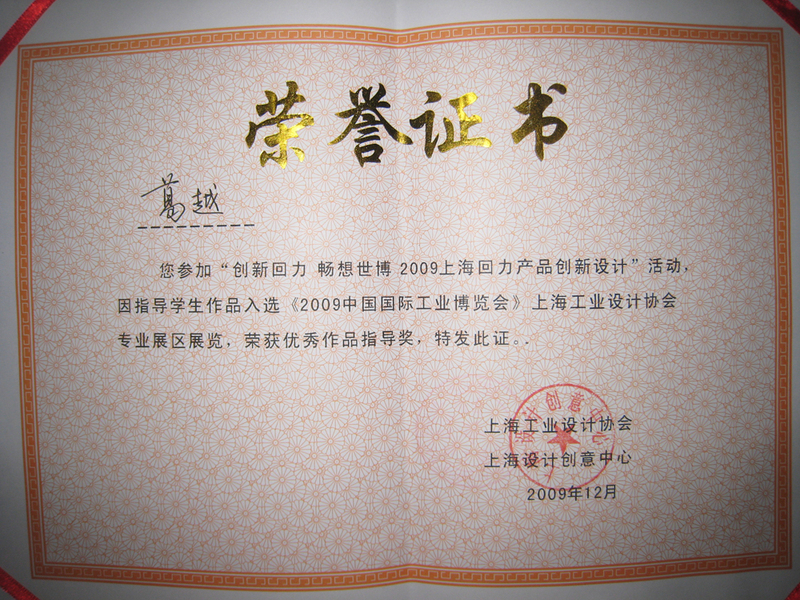 荣誉证书
葛越
您参加“创新回力 畅想世博 2009上海回力产品创新设计”活动,
因指导学生作品入选《2009中国国际工业博览会》上海工业设计协会
专业展区展览, 荣获优秀作品指导奖, 特发此证。.
上海工业设计协会
上海设计创意中心
2009年12月